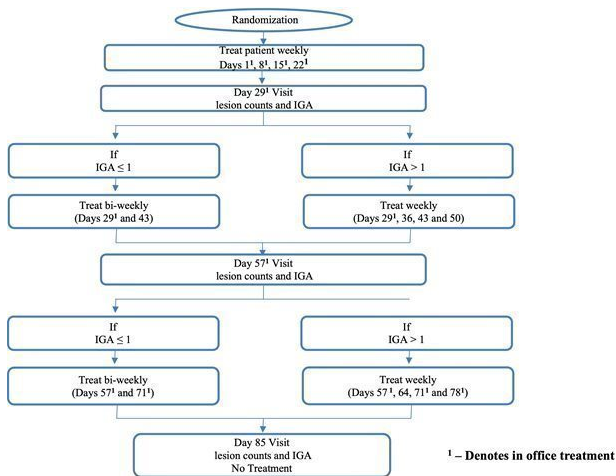 Randomization
Treat patient weekly
Days 1¹, 8¹, 15¹, 22¹
Day 29¹ Visit
lesion counts and IGA
If
IGA ≤ 1
If
IGA > 1
Treat bi-weekly
(Days 29¹ and 43)
Treat weekly
(Days 29¹, 36, 43 and 50)
Day 57¹ Visit
lesion counts and IGA
If
IGA ≤ 1
If
IGA > 1
Treat bi-weekly
(Days 57¹ and 71¹)
Treat weekly
(Days 57¹, 64, 71¹ and 78¹)
Day 85 Visit
lesion counts and IGA
No Treatment
¹ – Denotes in office treatment